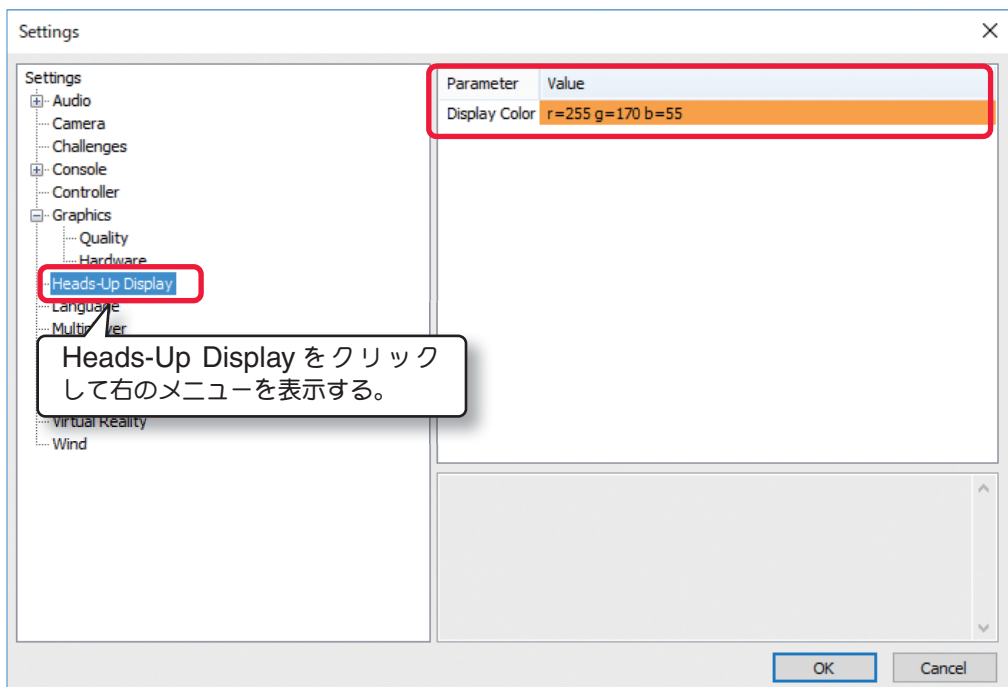 Settings
Settings
Audio
Camera
Challenges
Console
Controller
Graphics
Quality
Hardware
Heads-Up Display
Language
Heads-Up Display をクリック
して右のメニューを表示する。
Virtual Reality
Wind
Parameter Value
Display Color r=255 g=170 b=55
OK Cancel